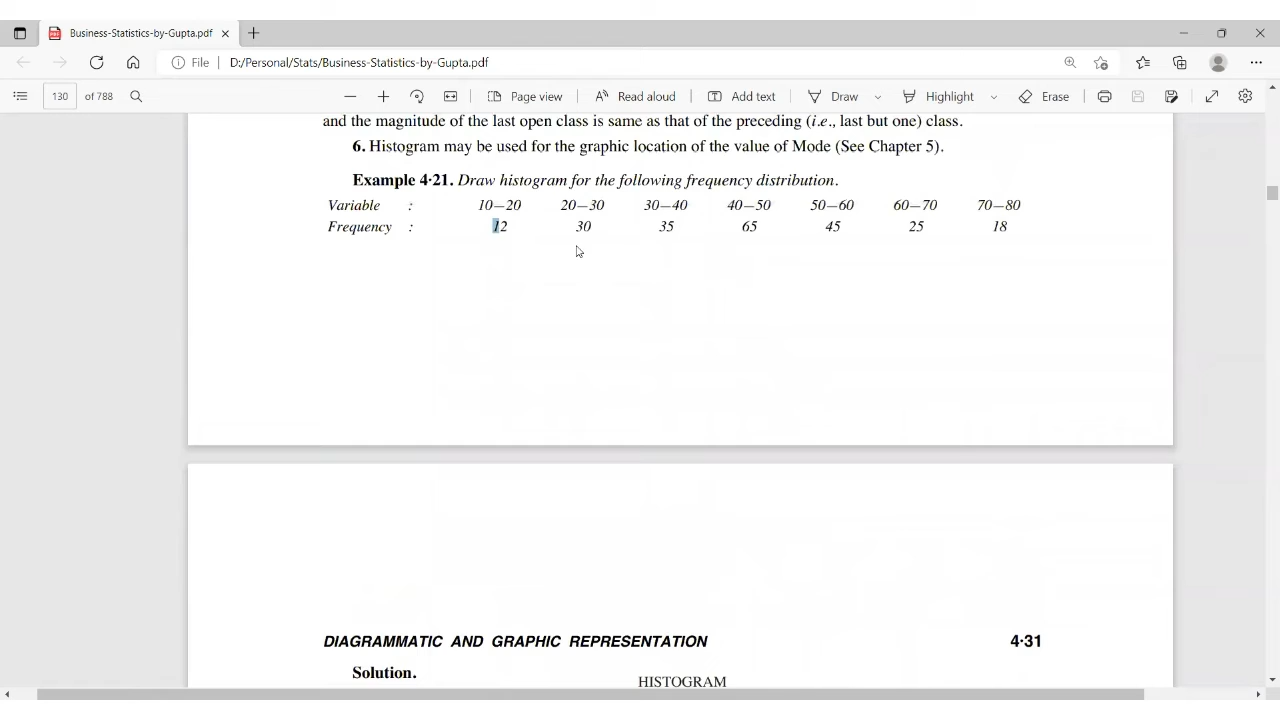 Business-Statistics-by-Gupta.pdf
File D:/Personal/Stats/Business-Statistics-by-Gupta.pdf
130 of 788 Page view Read aloud Add text Draw Highlight Erase
and the magnitude of the last open class is same as that of the preceding (i.e., last but one) class.
6. Histogram may be used for the graphic location of the value of Mode (See Chapter 5).
Example 4·21. Draw histogram for the following frequency distribution.
Variable : 10—20 20—30 30—40 40—50 50—60 60—70 70—80
Frequency : 12 30 35 65 45 25 18
DIAGRAMMATIC AND GRAPHIC REPRESENTATION 4·31
Solution.
HISTOGRAM